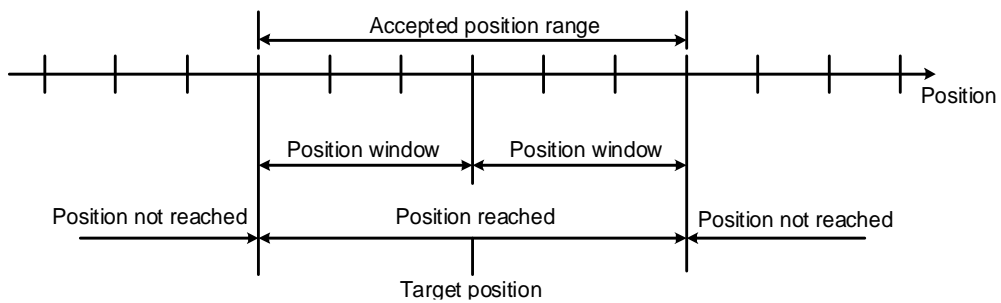 Accepted position range
Position
Position window
Position window
Position not reached
Position reached
Position not reached
Target position